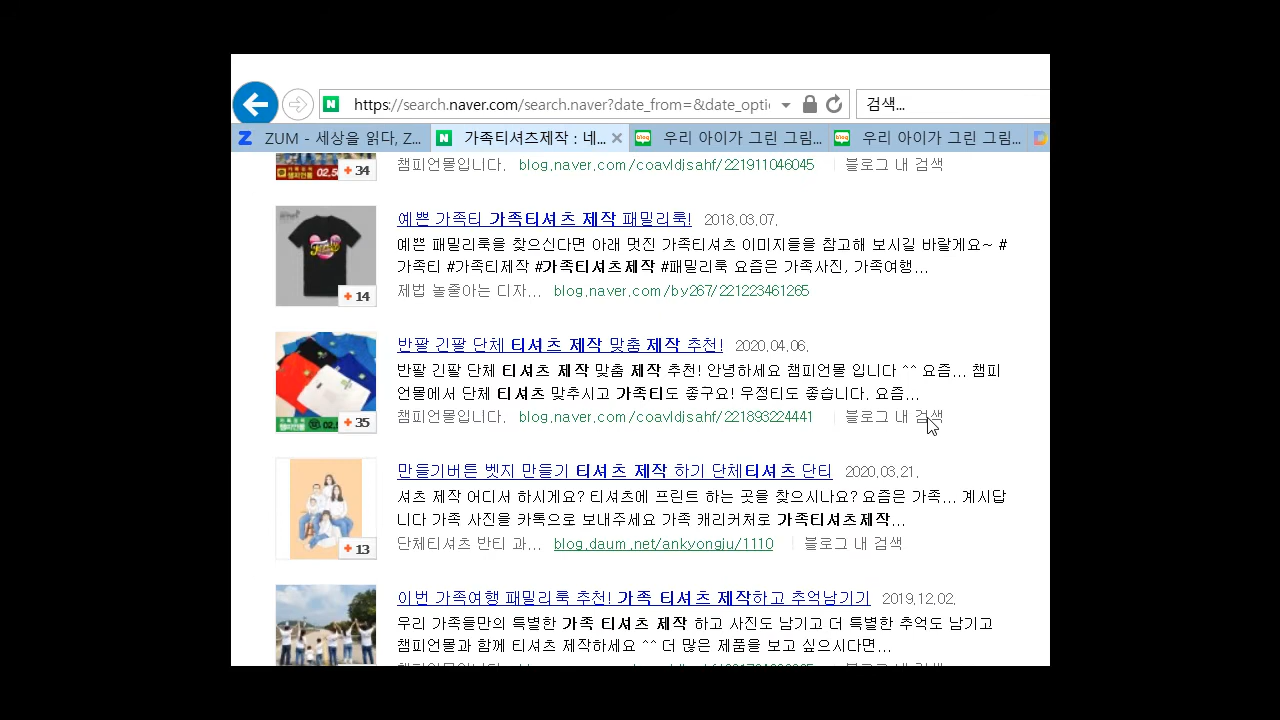 https://search.naver.com/search.naver?date_from=&date_optio
검색...
ZUM - 세상을 읽다, Z...
가족티셔츠제작 : 네...
우리 아이가 그린 그림...
우리 아이가 그린 그림...
+ 34
챔피언몰입니다. blog.naver.com/coavldisahf/221911046045 블로그 내 검색
예쁜 가족티 가족티셔츠 제작 패밀리룩! 2018.03.07.
예쁜 패밀리룩을 찾으신다면 아래 멋진 가족티셔츠 이미지들을 참고해 보시길 바랄게요~ #
가족티 #가족티제작 #가족티셔츠제작 #패밀리룩 요즘은 가족사진, 가족여행...
+ 14
제법 놀줄아는 디자... blog.naver.com/by267/221223461265
반팔 긴팔 단체 티셔츠 제작 맞춤 제작 추천! 2020.04.06.
반팔 긴팔 단체 티셔츠 제작 맞춤 제작 추천! 안녕하세요 챔피언몰 입니다 ^^ 요즘... 챔피
언몰에서 단체 티셔츠 맞추시고 가족티도 좋구요! 우정티도 좋습니다. 요즘...
+ 35
챔피언몰입니다. blog.naver.com/coavldisahf/221893224441 블로그 내 검색
만들기버튼 벳지 만들기 티셔츠 제작 하기 단체티셔츠 단티 2020.03.21.
셔츠 제작 어디서 하시게요? 티셔츠에 프린트 하는 곳을 찾으시나요? 요즘은 가족... 계시답
니다 가족 사진을 카톡으로 보내주세요 가족 캐리커처로 가족티셔츠제작...
+ 13
단체티셔츠 반티 과... blog.daum.net/ankyongju/1110 블로그 내 검색
이번 가족여행 패밀리룩 추천! 가족 티셔츠 제작하고 추억남기기 2019.12.02.
우리 가족들만의 특별한 가족 티셔츠 제작 하고 사진도 남기고 더 특별한 추억도 남기고
챔피언몰과 함께 티셔츠 제작하세요 ^^ 더 많은 제품을 보고 싶으시다면...